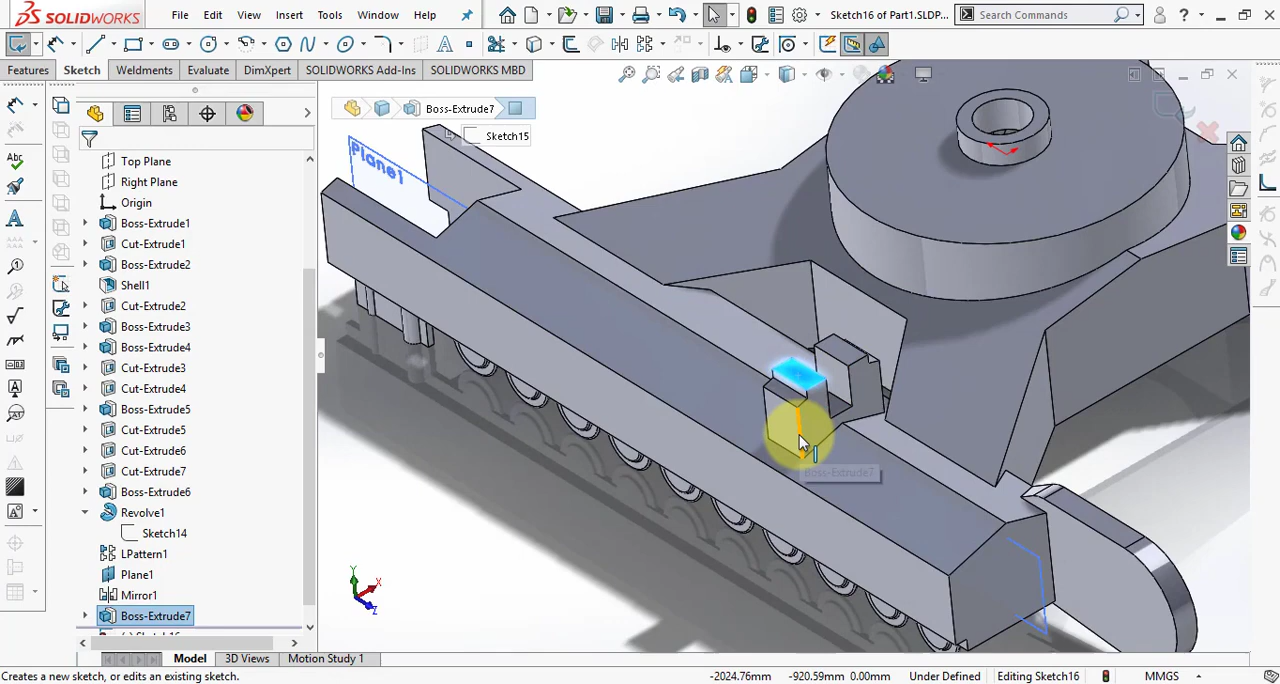 SOLIDWORKS File Edit View Insert Tools Window Help Sketch16 of Part1.SLDP... Search Commands ?
Features Sketch Weldments Evaluate DimXpert SOLIDWORKS Add-Ins SOLIDWORKS MBD
Boss-Extrude7
Sketch15
Plane1
Top Plane
Right Plane
Origin
Boss-Extrude1
Cut-Extrude1
Boss-Extrude2
Shell1
Cut-Extrude2
Boss-Extrude3
Boss-Extrude4
Cut-Extrude3
Cut-Extrude4
Boss-Extrude5
Cut-Extrude5
Cut-Extrude6
Cut-Extrude7
Boss-Extrude6
Revolve1
Sketch14
LPattern1
Plane1
Mirror1
Boss-Extrude7
(-) Sketch16
Boss-Extrude7
Y
X
Z
Model 3D Views Motion Study 1
Creates a new sketch, or edits an existing sketch. -2024.76mm -920.59mm 0.00mm Under Defined Editing Sketch16 MMGS